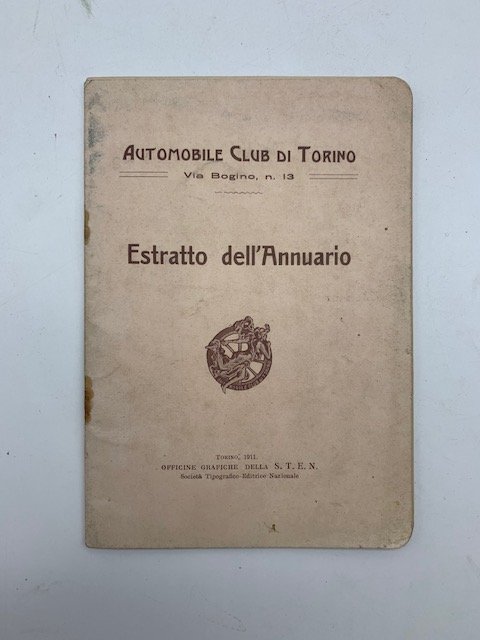 AUTOMOBILE CLUB DI TORINO
Via Bogino, n. 13
Estratto dell'Annuario
TORINO, 1911.
OFFICINE GRAFICHE DELLA S. T. E. N.
Società Tipografico-Editrice Nazionale